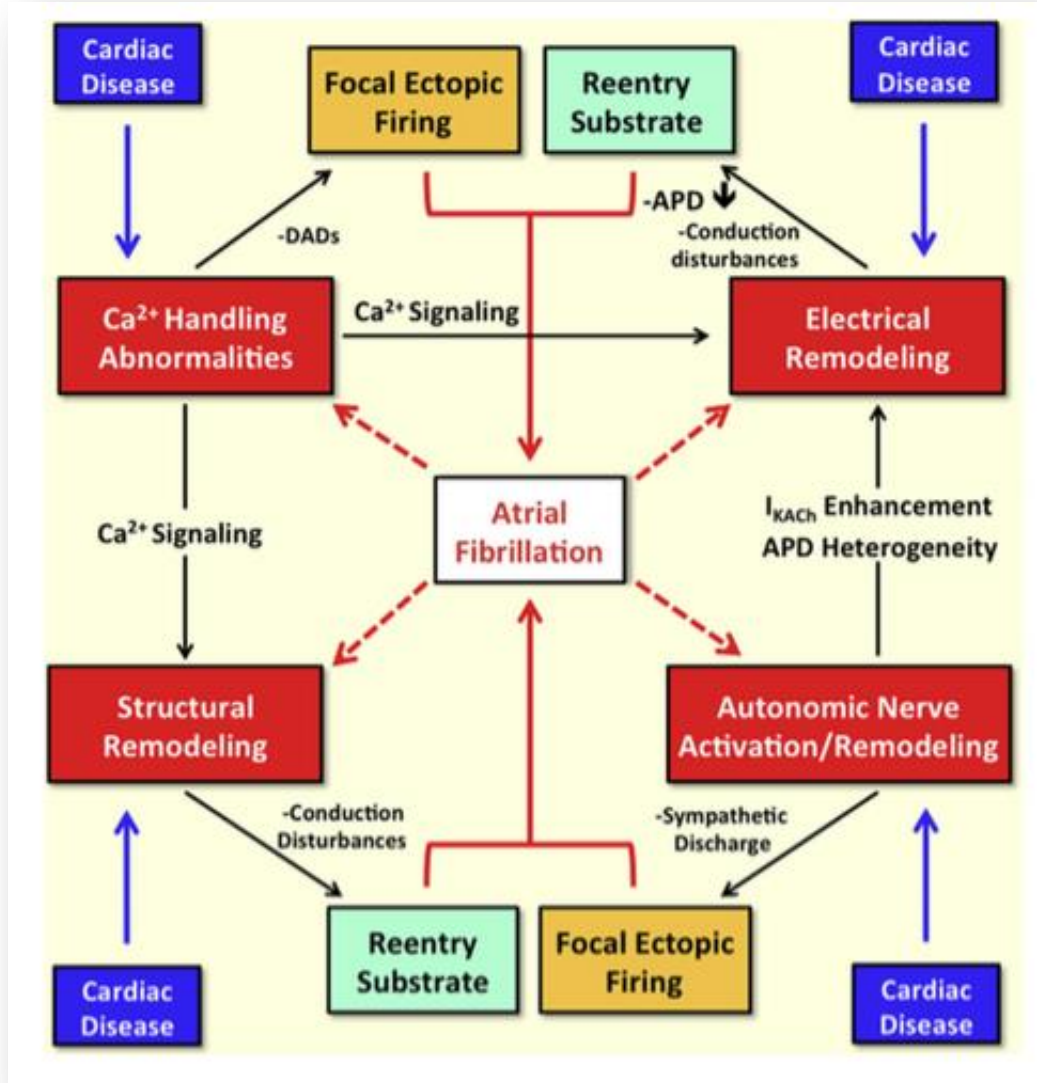 Cardiac
Disease
Focal Ectopic
Firing
Reentry
Substrate
Cardiac
Disease
-APD
-DADs
-Conduction
disturbances
Ca²⁺ Handling
Abnormalities
Ca²⁺ Signaling
Electrical
Remodeling
Atrial
Fibrillation
Ca²⁺ Signaling
I_KACh Enhancement
APD Heterogeneity
Structural
Remodeling
Autonomic Nerve
Activation/Remodeling
-Conduction
Disturbances
-Sympathetic
Discharge
Reentry
Substrate
Focal Ectopic
Firing
Cardiac
Disease
Cardiac
Disease